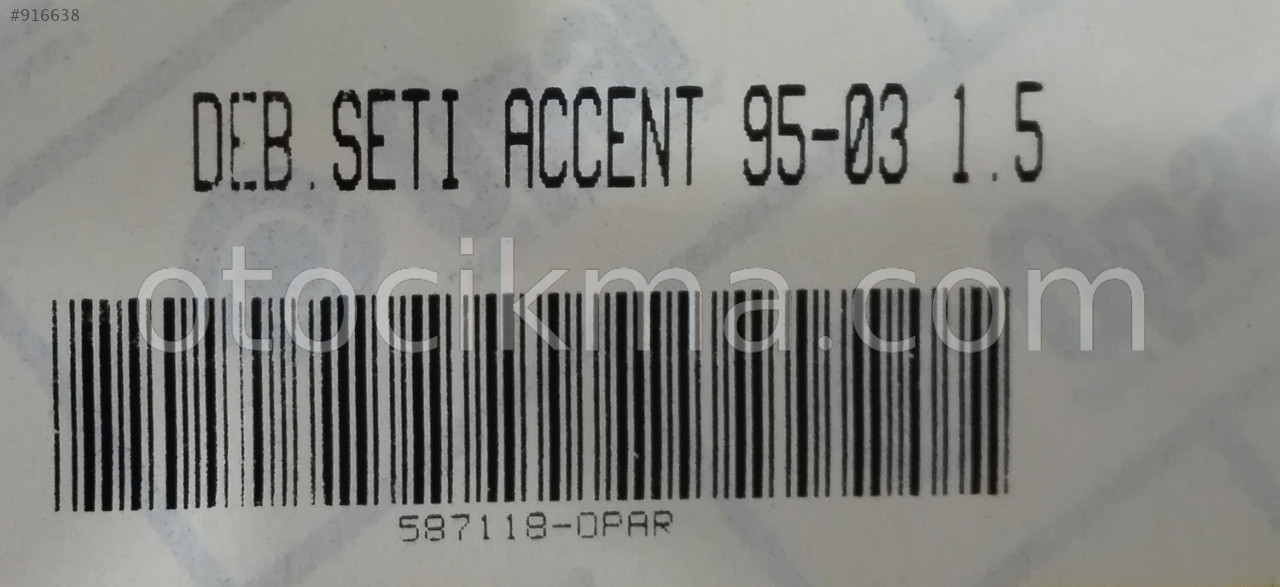 #916638
DEB.SETI ACCENT 95-03 1.5
otocikma.com
587118-OPAR